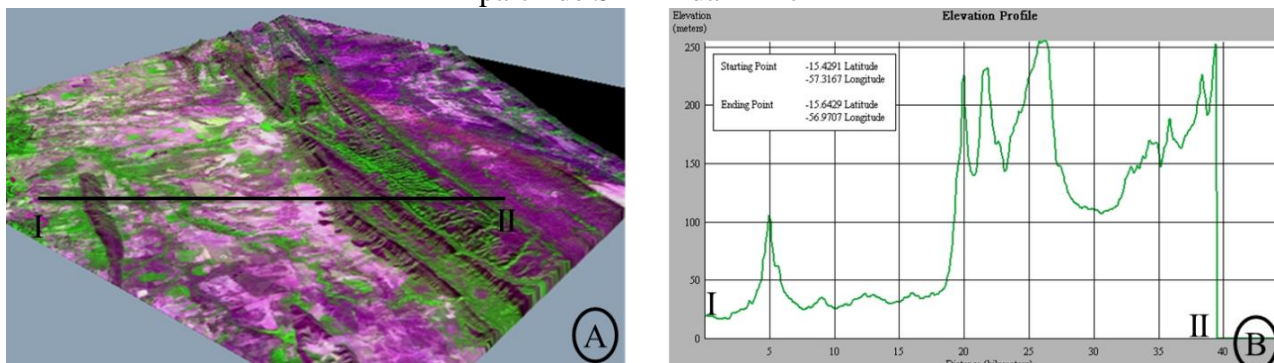 I
II
A
Elevation
(meters)
Elevation Profile
250
200
150
100
50
0
Starting Point -15.4291 Latitude
-57.3167 Longitude
Ending Point -15.6429 Latitude
-56.9707 Longitude
I
II
B
5
10
15
20
25
30
35
40